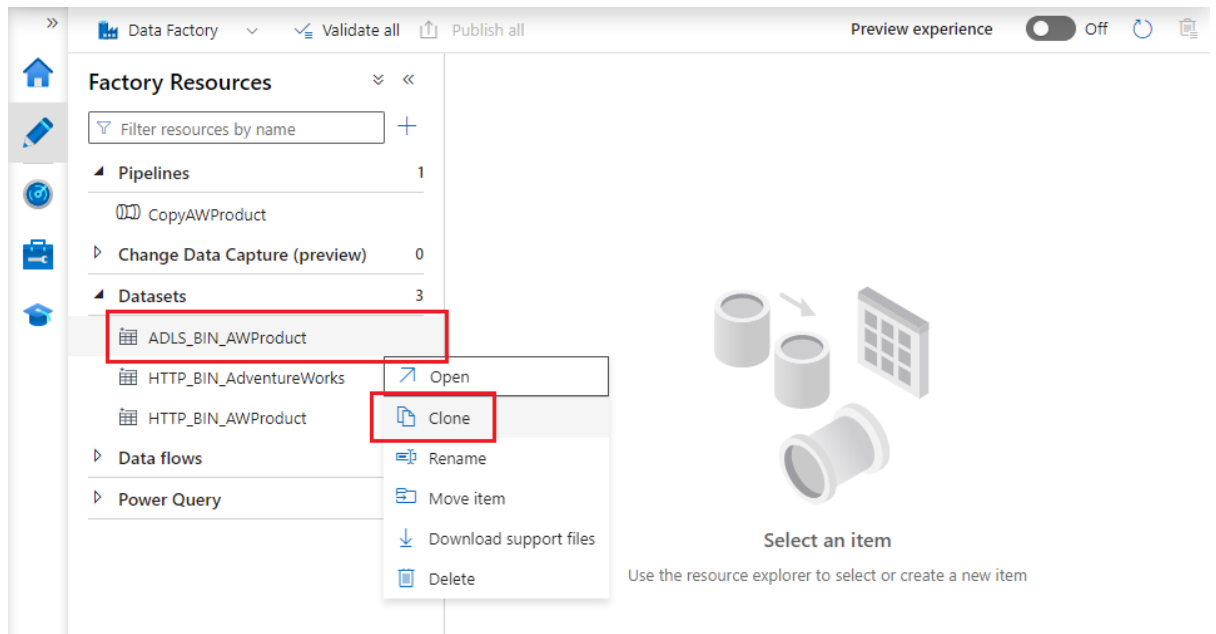 Data Factory
Validate all
Publish all
Preview experience
Off
Factory Resources
Filter resources by name
Pipelines 1
CopyAWProduct
Change Data Capture (preview) 0
Datasets 3
ADLS_BIN_AWProduct
HTTP_BIN_AdventureWorks
HTTP_BIN_AWProduct
Data flows
Power Query
Open
Clone
Rename
Move item
Download support files
Delete
Select an item
Use the resource explorer to select or create a new item